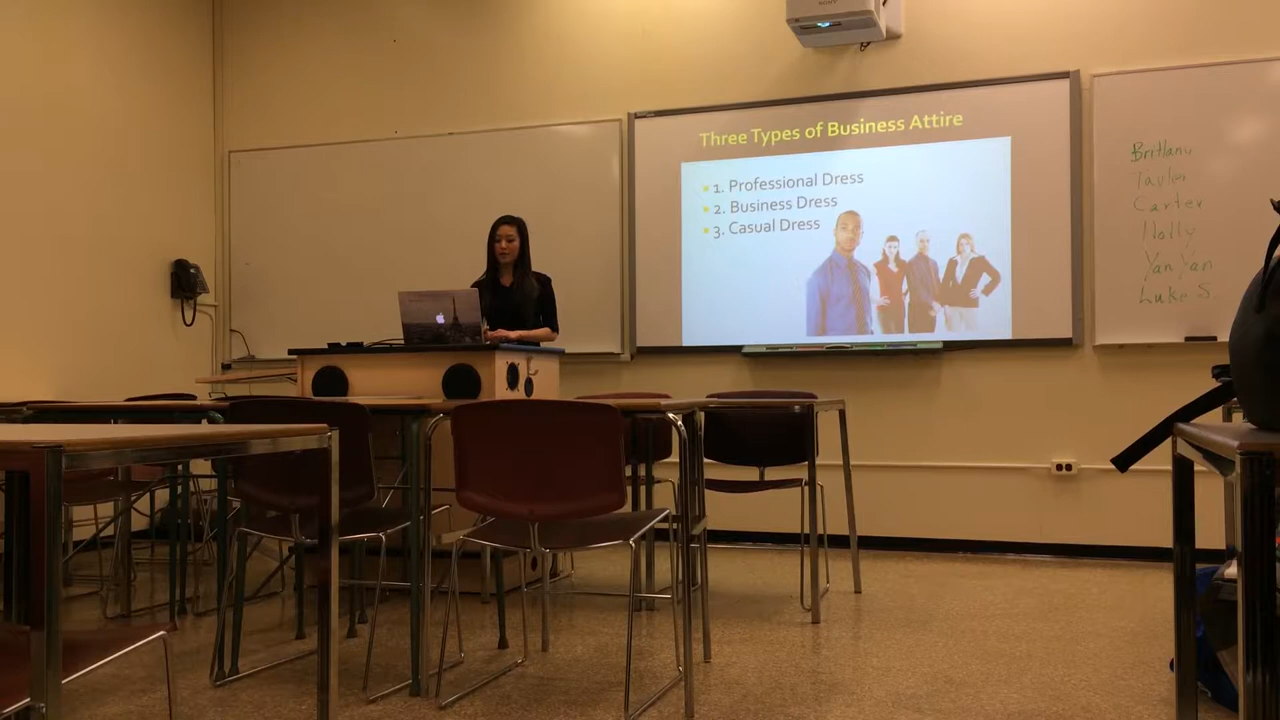 SONY
Three Types of Business Attire
1. Professional Dress
2. Business Dress
3. Casual Dress
Brittany
Taylor
Carter
Holly
Yan Yan
Luke S.